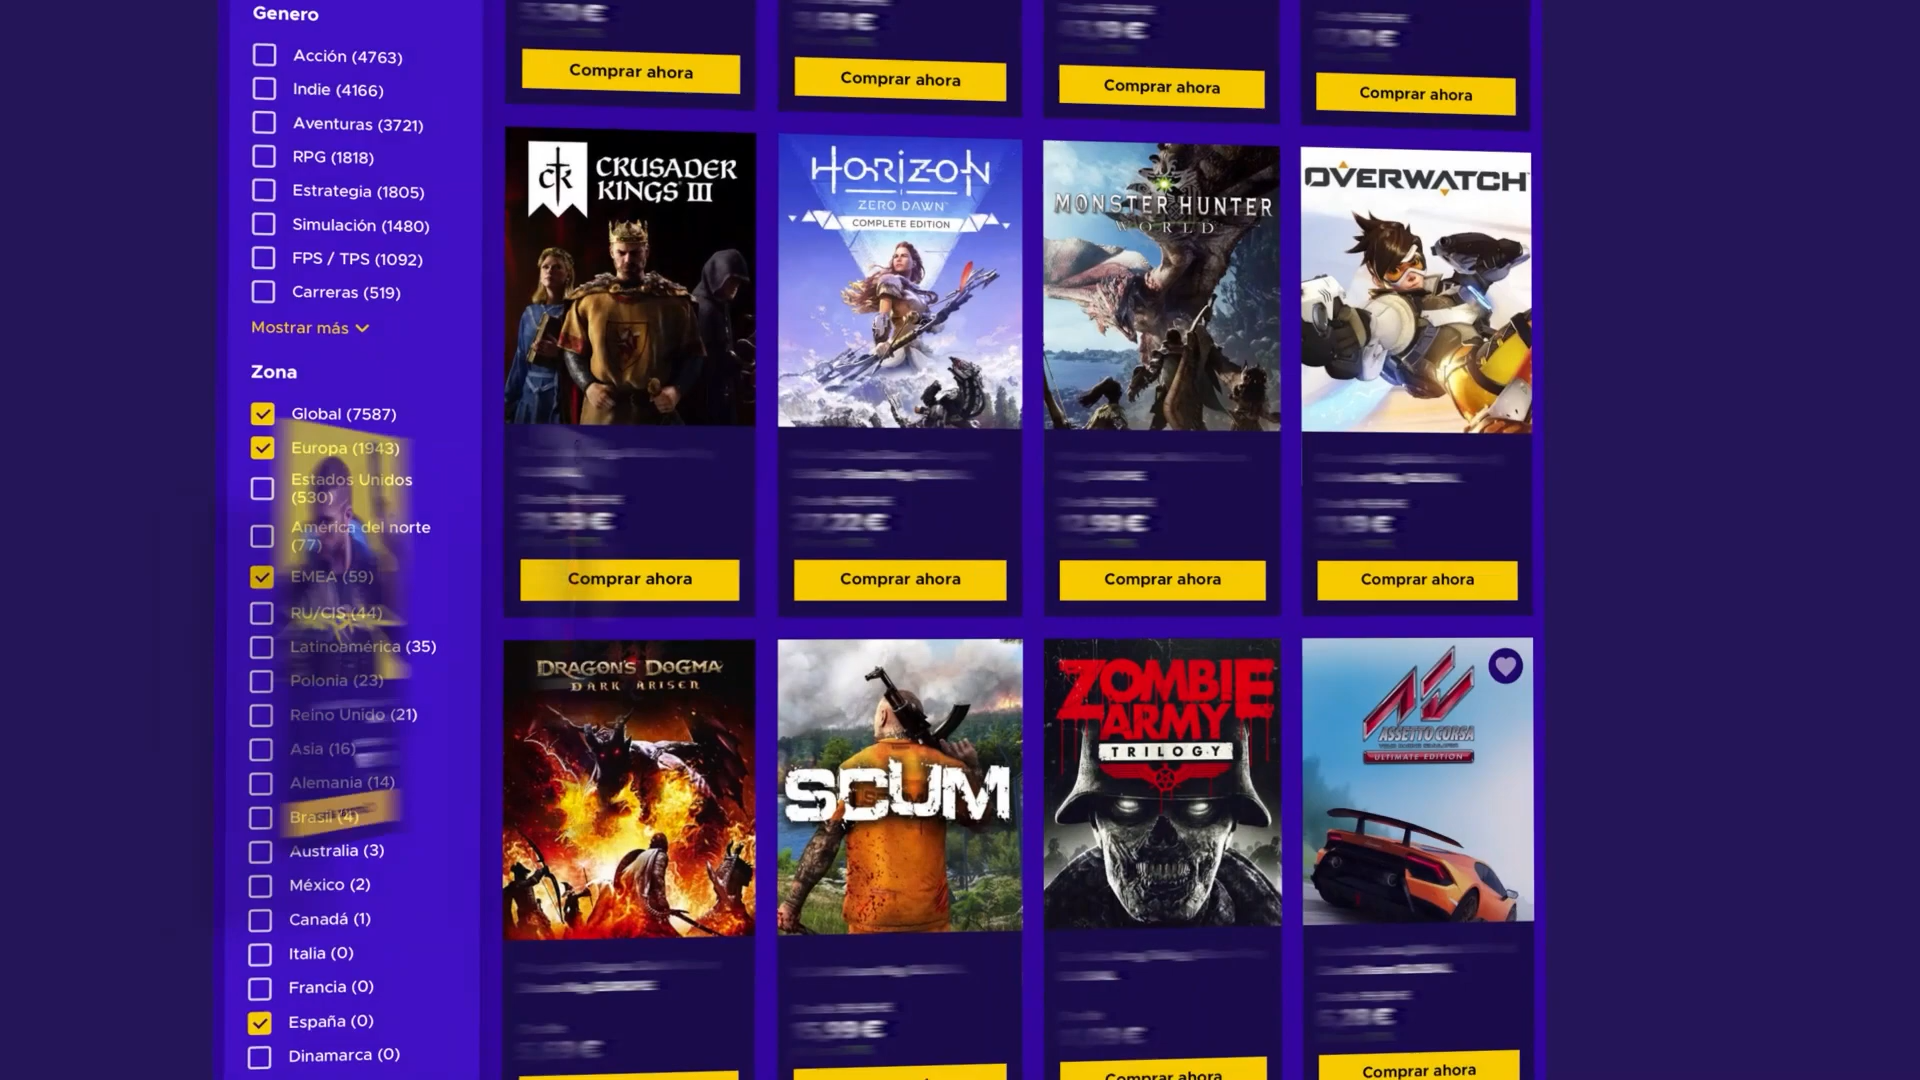 Genero
Acción (4763)
Indie (4166)
Aventuras (3721)
RPG (1818)
Estrategia (1805)
Simulación (1480)
FPS / TPS (1092)
Carreras (519)
Mostrar más
Zona
Global (7587)
Europa (1943)
Estados Unidos
(530)
América del norte
(77)
EMEA (59)
RU/CIS (44)
Latinoamérica (35)
Polonia (23)
Reino Unido (21)
Asia (16)
Alemania (14)
Brasil (4)
Australia (3)
México (2)
Canadá (1)
Italia (0)
Francia (0)
España (0)
Dinamarca (0)
Comprar ahora
Comprar ahora
Comprar ahora
Comprar ahora
CK
CRUSADER
KINGS III
HORIZON
ZERO DAWN™
COMPLETE EDITION
MONSTER HUNTER
WORLD
OVERWATCH
Comprar ahora
Comprar ahora
Comprar ahora
Comprar ahora
DRAGON'S DOGMA
DARK ARISEN
SCUM
ZOMBIE
ARMY
TRILOGY
ASSETTO CORSA
ULTIMATE EDITION
Comprar ahora
Comprar ahora